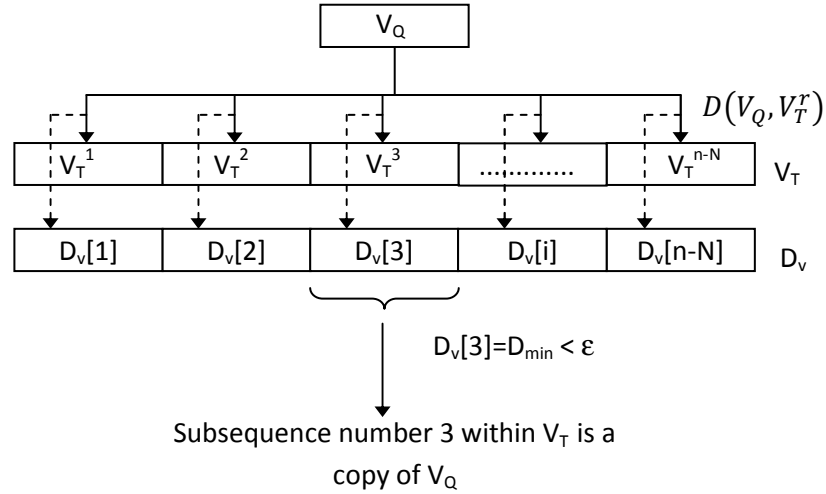 V_Q
D(V_Q, V_T^r)
V_T^1 V_T^2 V_T^3 ............. V_T^{n-N} V_T
D_v[1] D_v[2] D_v[3] D_v[i] D_v[n-N] D_v
D_v[3]=D_min < ε
Subsequence number 3 within V_T is a
copy of V_Q